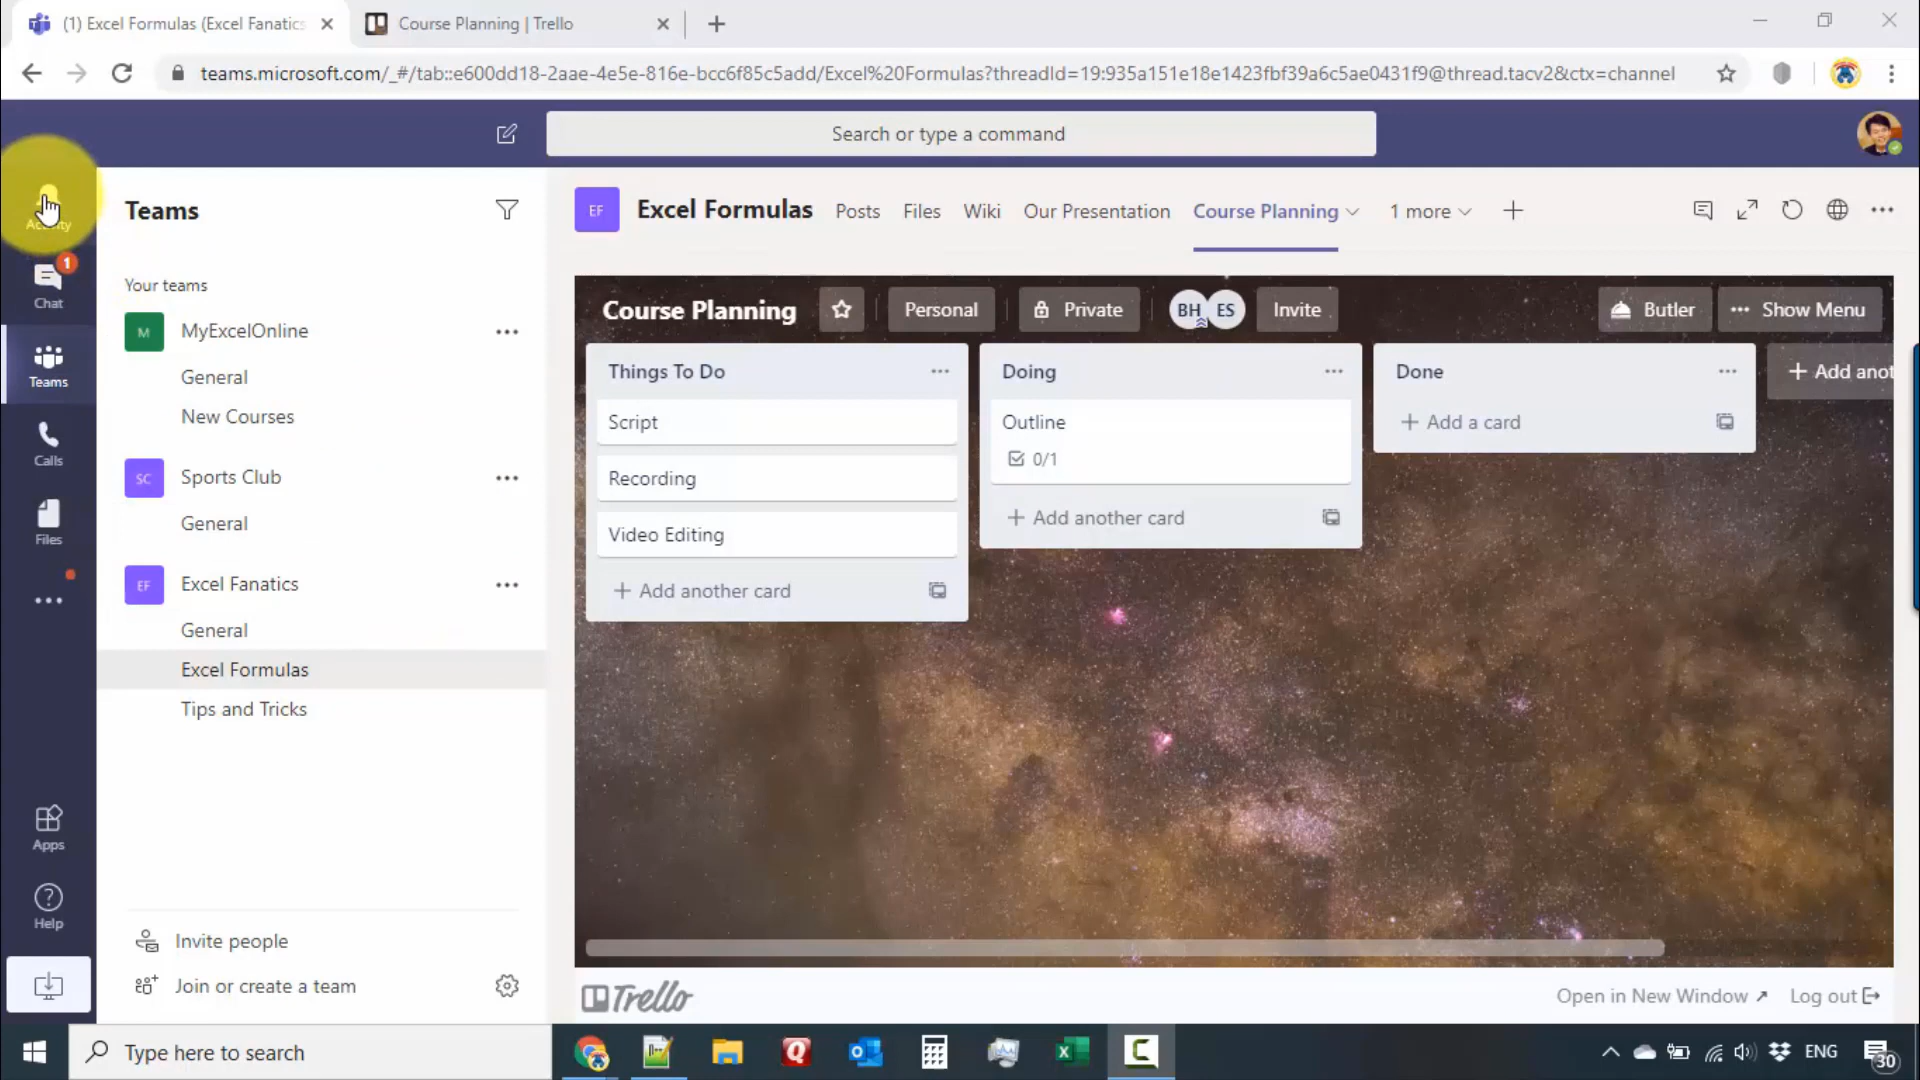 (1) Excel Formulas (Excel Fanatics
Course Planning | Trello
teams.microsoft.com/_#/tab::e600dd18-2aae-4e5e-816e-bcc6f85c5add/Excel%20Formulas?threadId=19:935a151e18e1423fbf39a6c5ae0431f9@thread.tacv2&ctx=channel
Search or type a command
Activity
Chat
1
Teams
Calls
Files
Apps
Help
Teams
Your teams
M MyExcelOnline
General
New Courses
SC Sports Club
General
EF Excel Fanatics
General
Excel Formulas
Tips and Tricks
Invite people
Join or create a team
EF Excel Formulas Posts Files Wiki Our Presentation Course Planning 1 more
Course Planning Personal Private BH ES Invite Butler Show Menu
Things To Do
Script
Recording
Video Editing
+ Add another card
Doing
Outline
0/1
+ Add another card
Done
+ Add a card
+ Add anot
Trello
Open in New Window
Log out
Type here to search
ENG
30